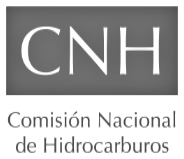 CNH
Comisión Nacional
de Hidrocarburos